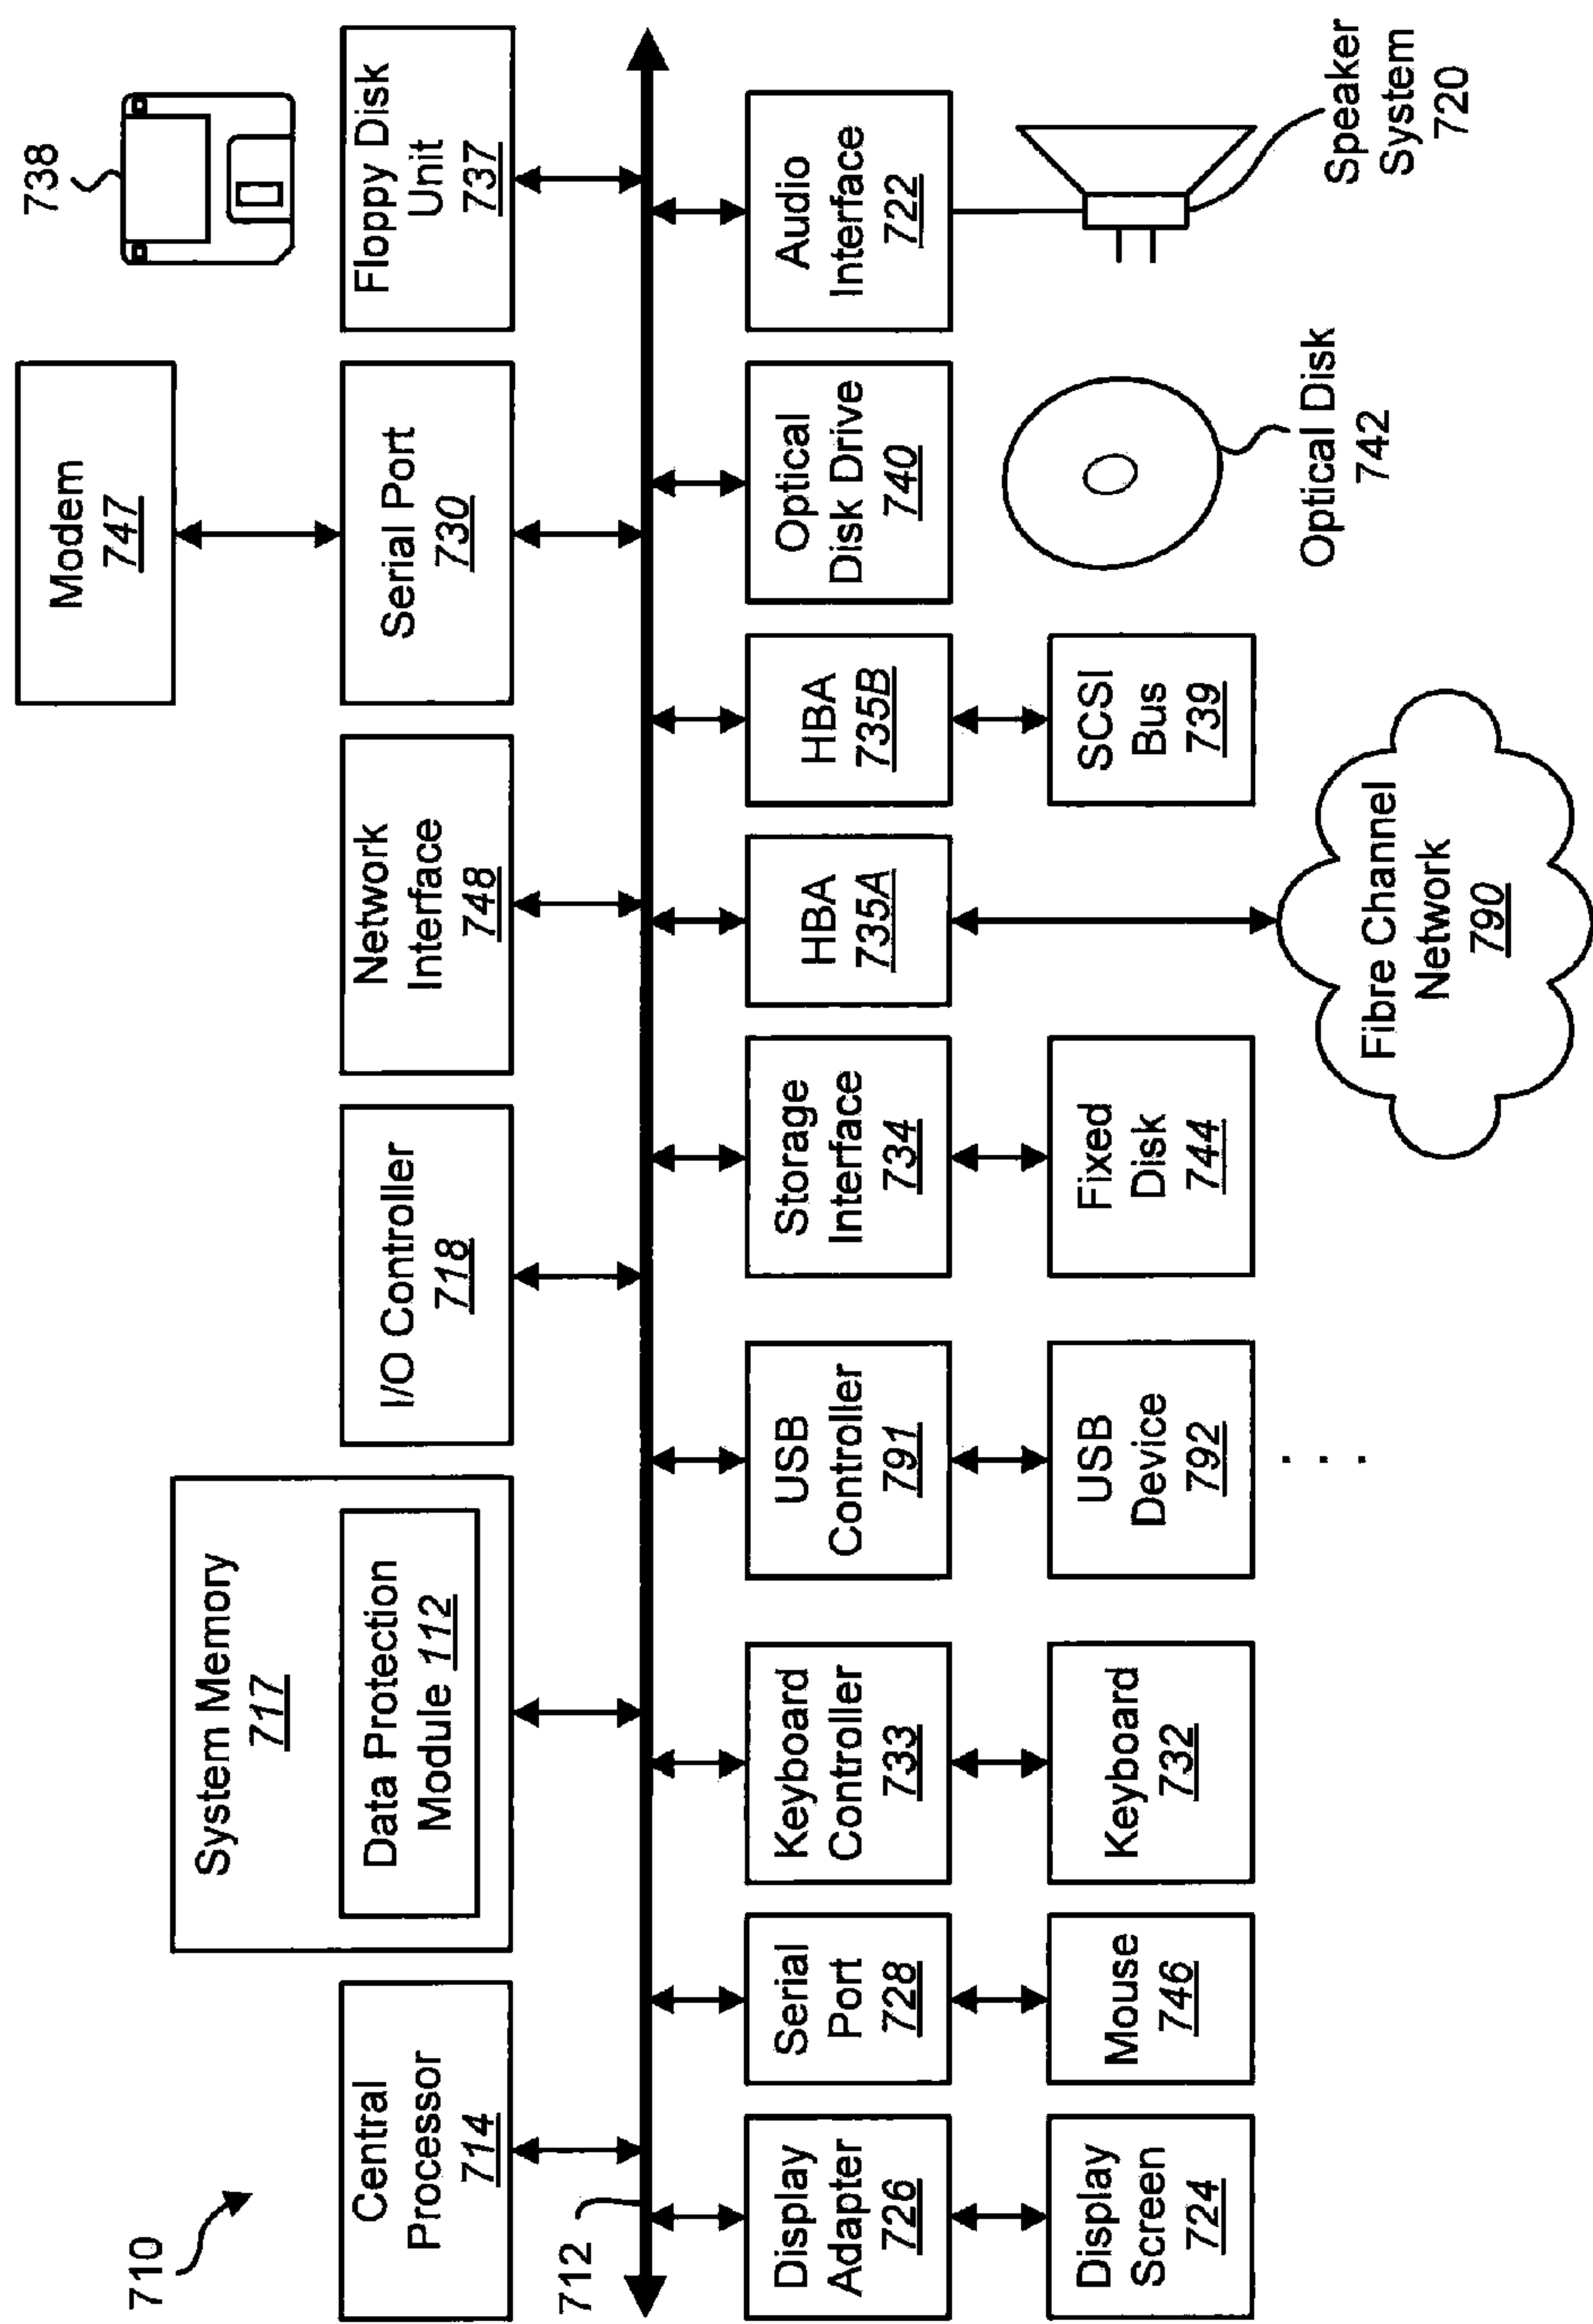 710
Central
Processor
714
System Memory
717
Data Protection
Module 112
I/O Controller
718
Network
Interface
748
Modem
747
Serial Port
730
738
Floppy Disk
Unit
737
712
Display
Adapter
726
Serial
Port
728
Keyboard
Controller
733
USB
Controller
791
Storage
Interface
734
HBA
735A
HBA
735B
Optical
Disk Drive
740
Audio
Interface
722
Display
Screen
724
Mouse
746
Keyboard
732
USB
Device
792
. . .
Fixed
Disk
744
Fibre Channel
Network
790
SCSI
Bus
739
Optical Disk
742
Speaker
System
720